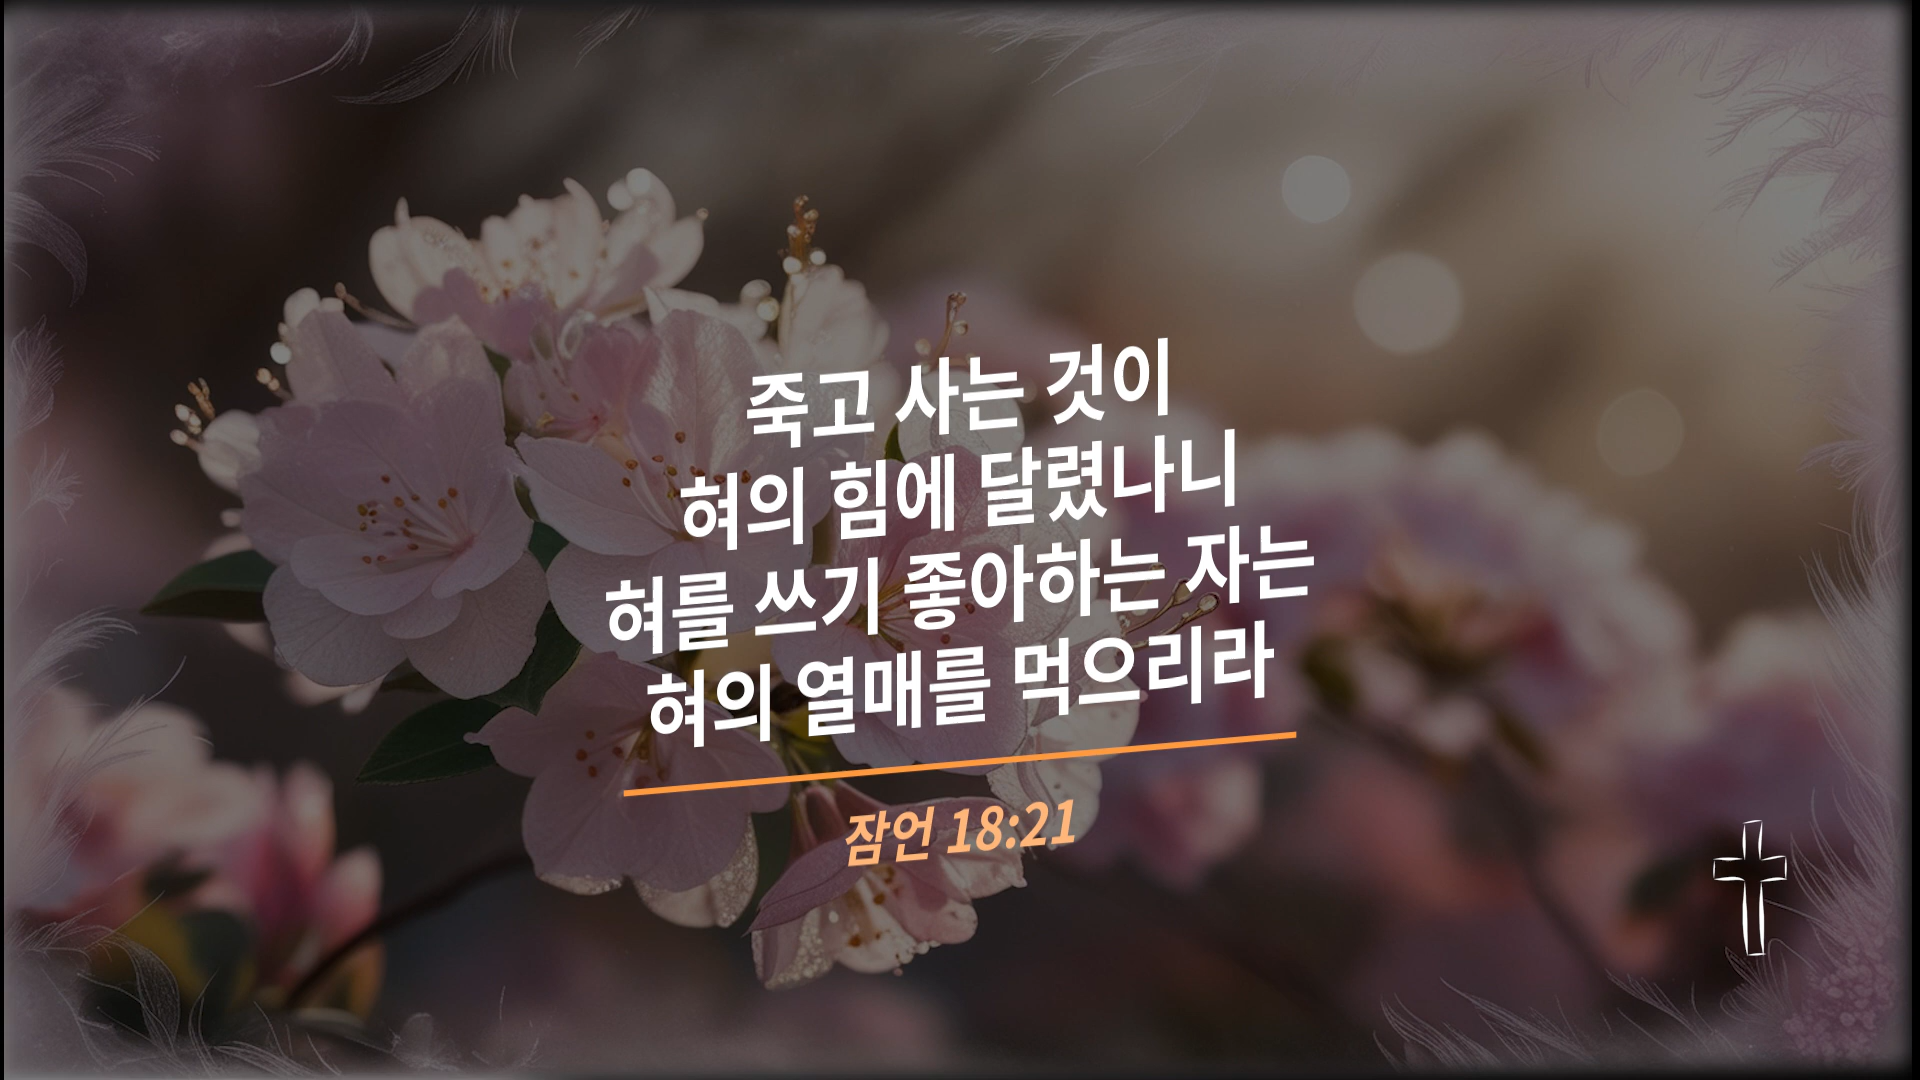 죽고 사는 것이
혀의 힘에 달렸나니
혀를 쓰기 좋아하는 자는
혀의 열매를 먹으리라
잠언 18:21